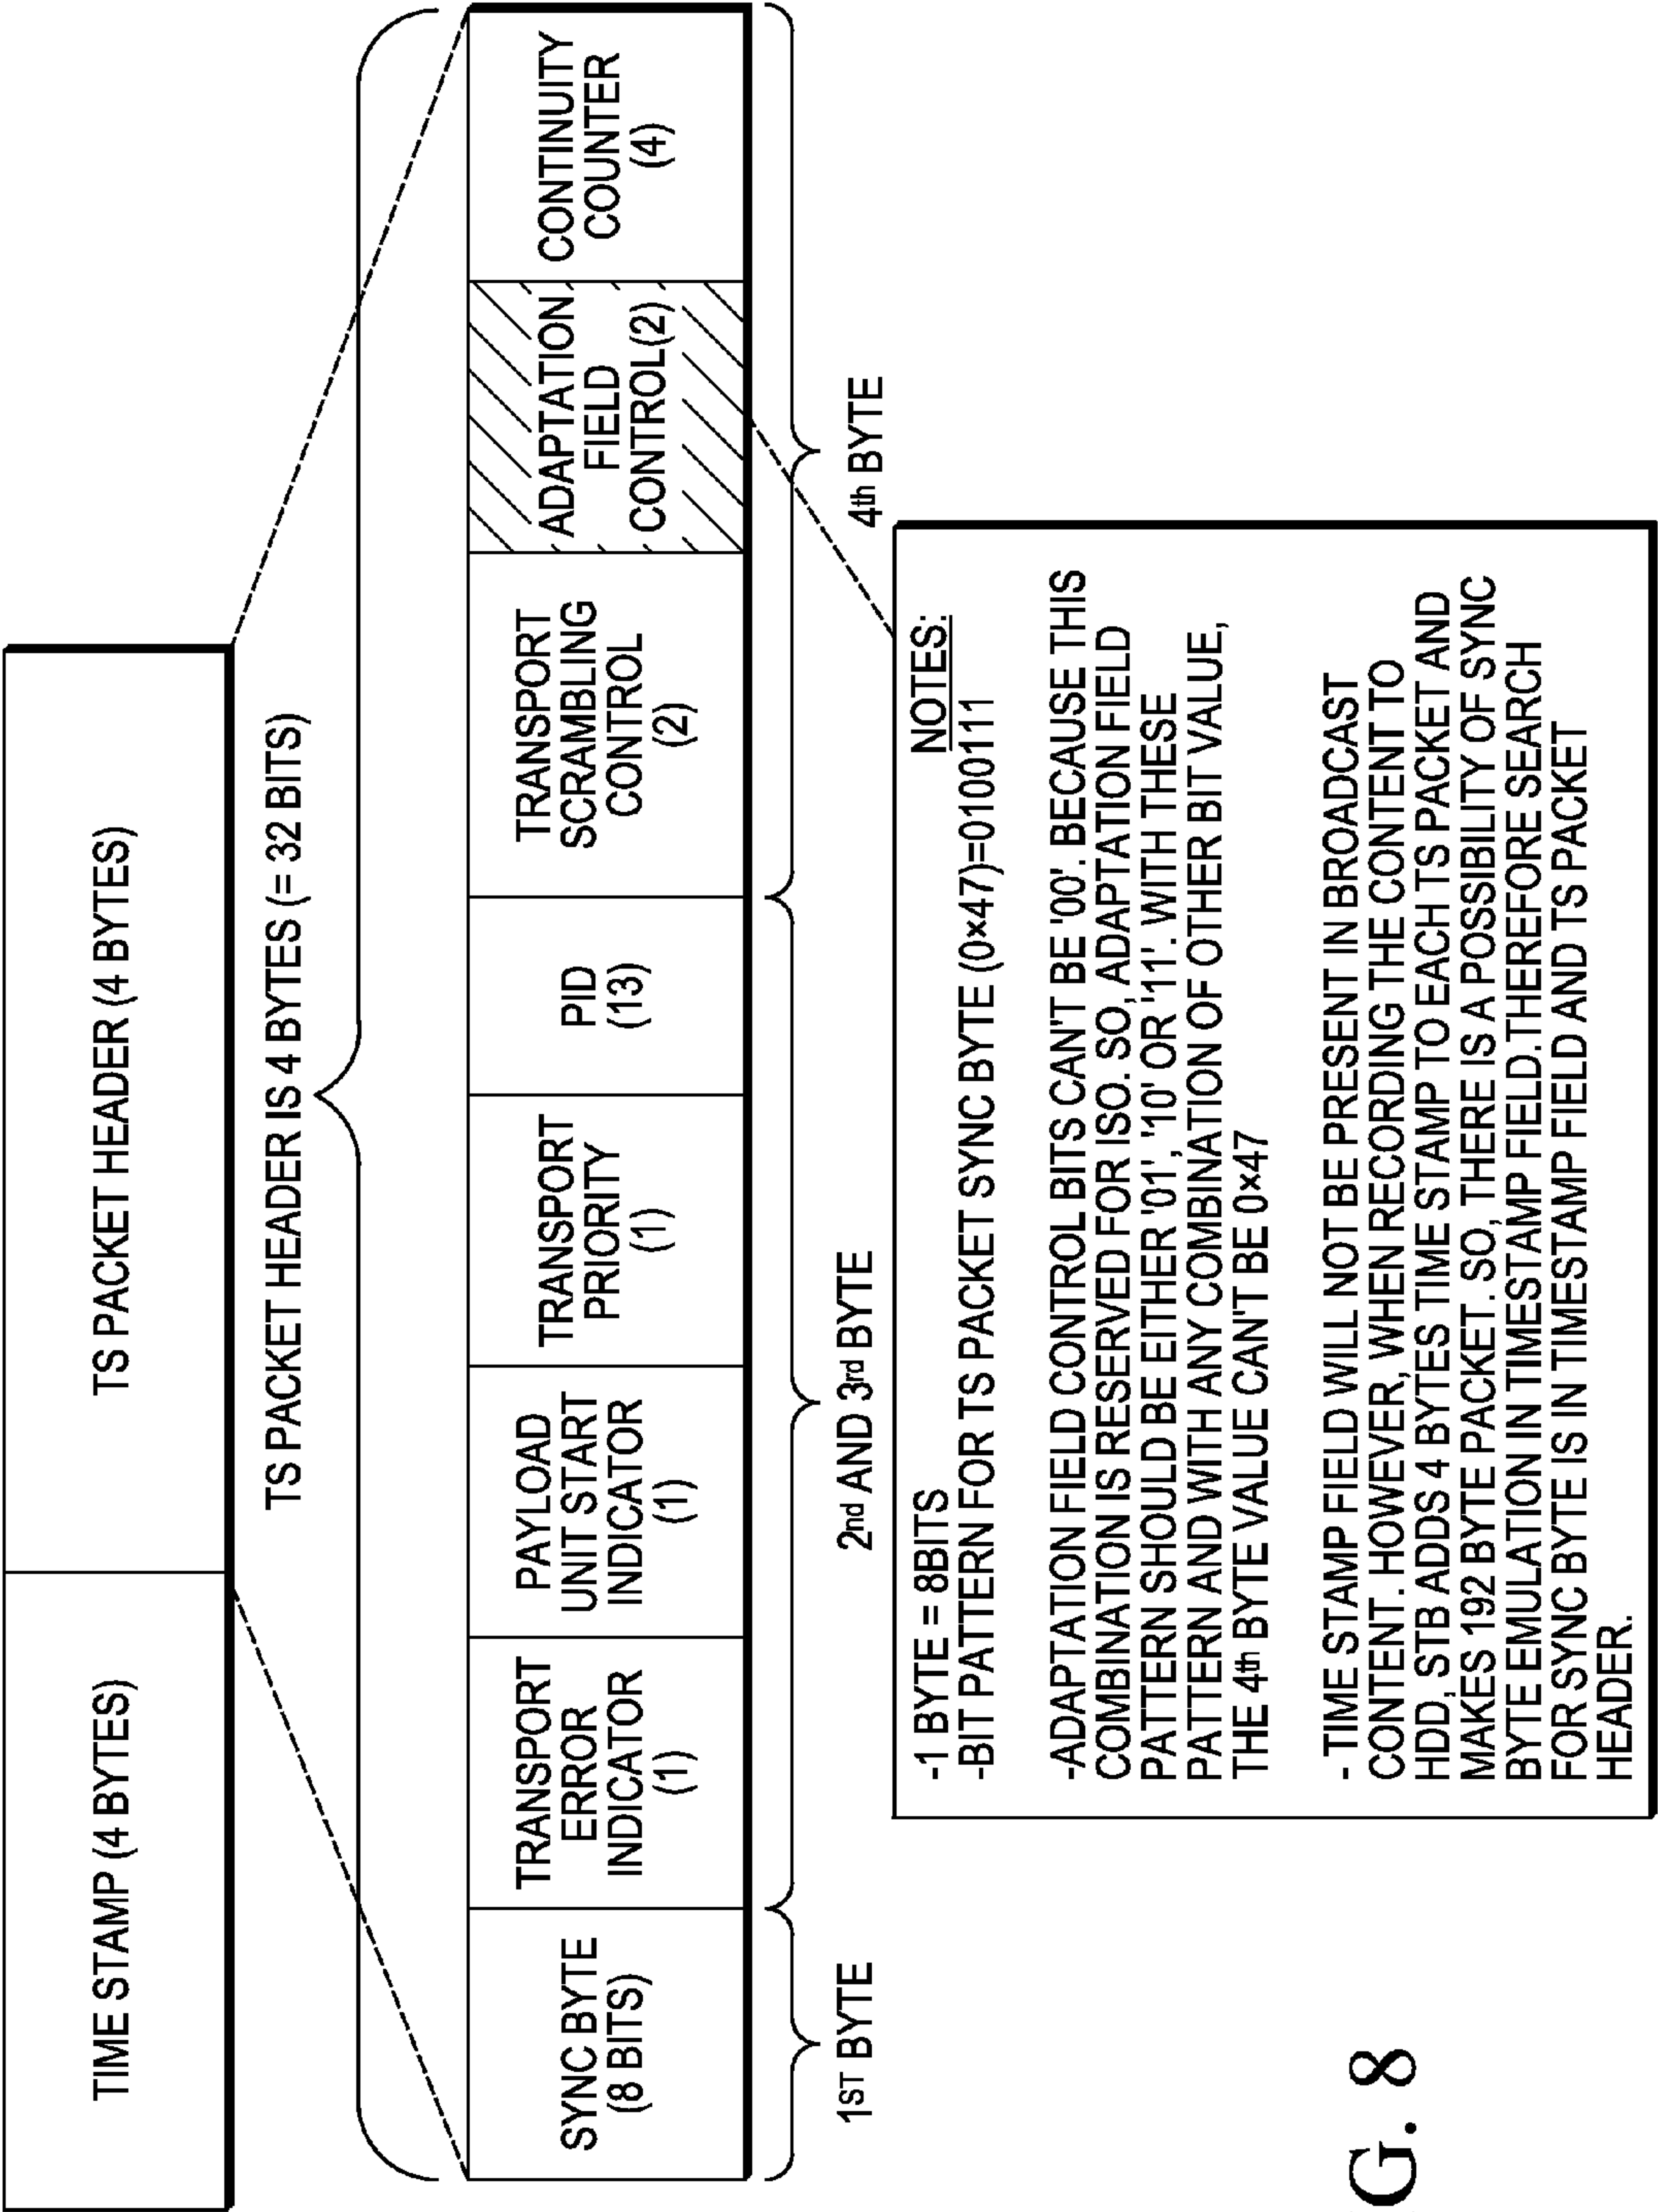 TIME STAMP (4 BYTES)
TS PACKET HEADER (4 BYTES)
TS PACKET HEADER IS 4 BYTES (= 32 BITS)
SYNC BYTE
(8 BITS)
TRANSPORT
ERROR
INDICATOR
(1)
PAYLOAD
UNIT START
INDICATOR
(1)
TRANSPORT
PRIORITY
(1)
PID
(13)
TRANSPORT
SCRAMBLING
CONTROL
(2)
ADAPTATION
FIELD
CONTROL(2)
CONTINUITY
COUNTER
(4)
1ST BYTE
2nd AND 3rd BYTE
4th BYTE
NOTES:
-1 BYTE = 8BITS
-BIT PATTERN FOR TS PACKET SYNC BYTE (0×47)=01000111
-ADAPTATION FIELD CONTROL BITS CAN'T BE '00'. BECAUSE THIS
COMBINATION IS RESERVED FOR ISO. SO, ADAPTATION FIELD
PATTERN SHOULD BE EITHER '01', '10' OR '11'. WITH THESE
PATTERN AND WITH ANY COMBINATION OF OTHER BIT VALUE,
THE 4th BYTE VALUE CAN'T BE 0×47
- TIME STAMP FIELD WILL NOT BE PRESENT IN BROADCAST
CONTENT. HOWEVER, WHEN RECORDING THE CONTENT TO
HDD, STB ADDS 4 BYTES TIME STAMP TO EACH TS PACKET AND
MAKES 192 BYTE PACKET. SO, THERE IS A POSSIBILITY OF SYNC
BYTE EMULATION IN TIMESTAMP FIELD.THEREFORE SEARCH
FOR SYNC BYTE IS IN TIMESTAMP FIELD AND TS PACKET
HEADER.
G. 8